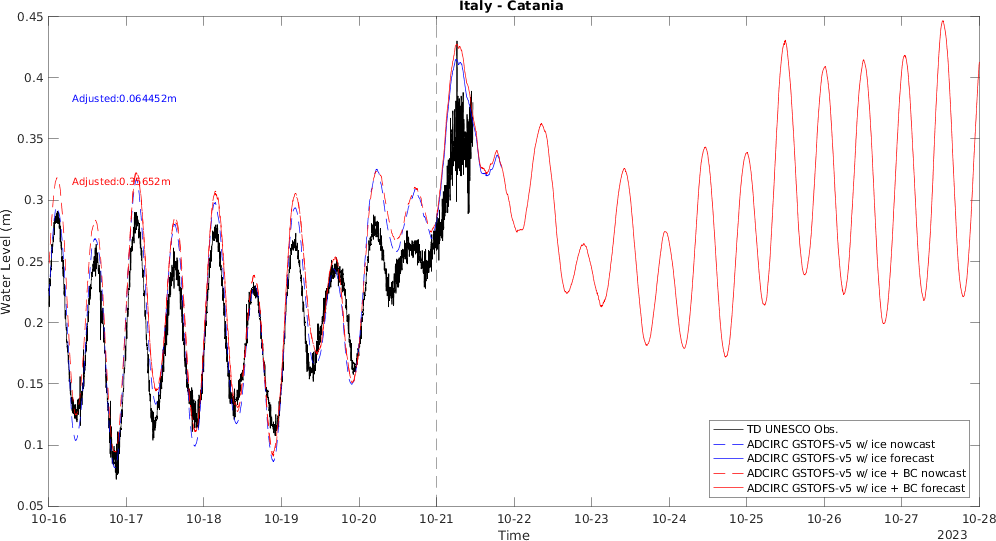 Italy - Catania
0.45
0.4
0.35
0.3
0.25
0.2
0.15
0.1
0.05
Water Level (m)
Adjusted:0.064452m
TD UNESCO Obs.
ADCIRC GSTOFS-v5 w/ ice nowcast
ADCIRC GSTOFS-v5 w/ ice forecast
ADCIRC GSTOFS-v5 w/ ice + BC nowcast
ADCIRC GSTOFS-v5 w/ ice + BC forecast
10-16 10-17 10-18 10-19 10-20 10-21 10-22 10-23 10-24 10-25 10-26 10-27 10-28
Time
2023